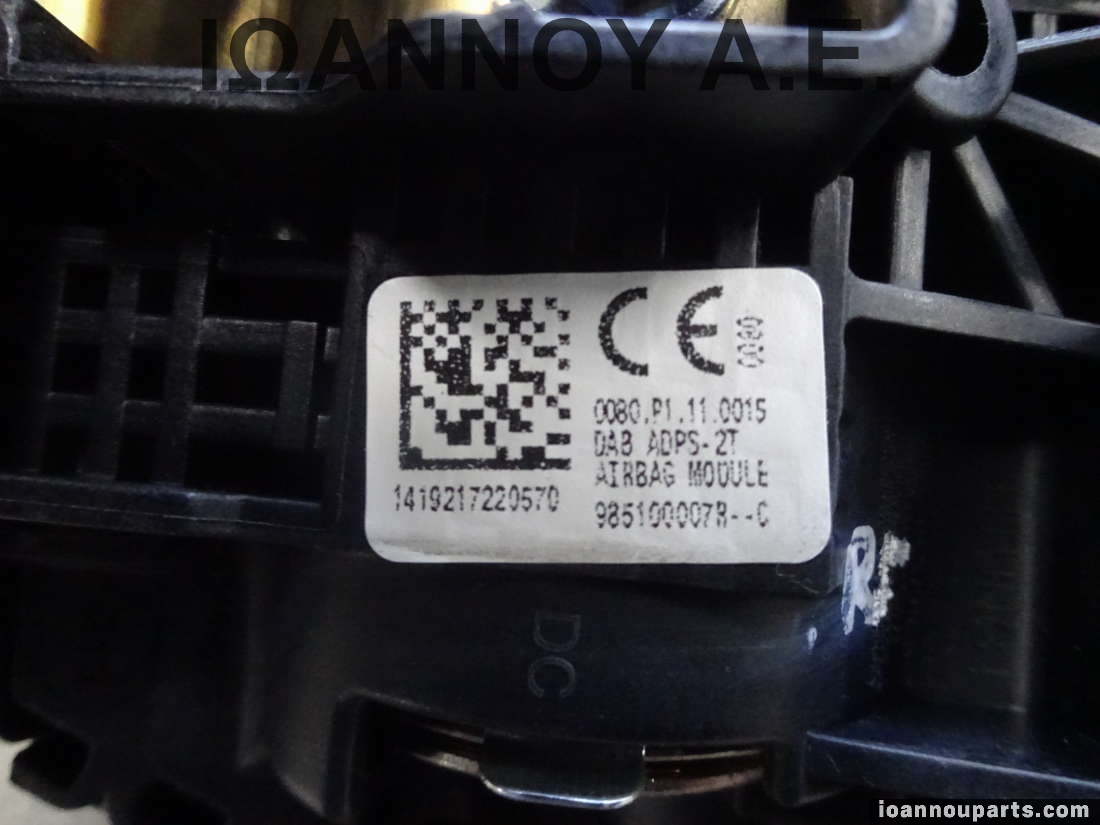 ΙΩΑΝΝΟΥ Α.Ε.
CE
0080.P1.11.0015
DAB ADPS-2T
AIRBAG MODULE
985100007R--C
1419217220570
R
DC
ioannouparts.com